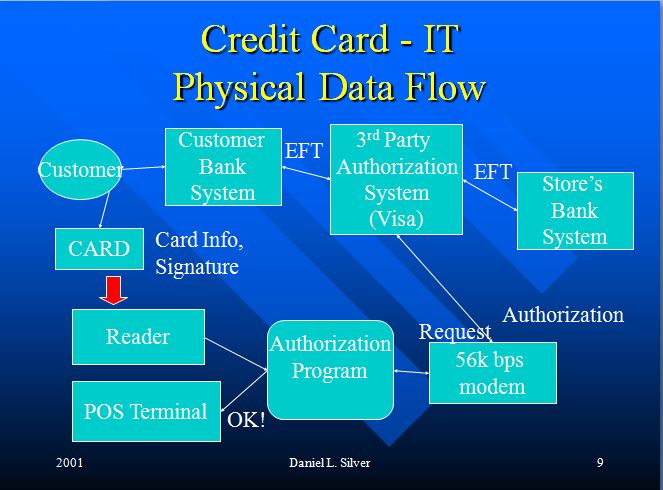 Credit Card - IT
Physical Data Flow
Customer
Customer
Bank
System
EFT
3rd Party
Authorization
System
(Visa)
EFT
Store's
Bank
System
CARD
Card Info,
Signature
Reader
Authorization
Program
Request
Authorization
56k bps
modem
POS Terminal
OK!
2001
Daniel L. Silver
9